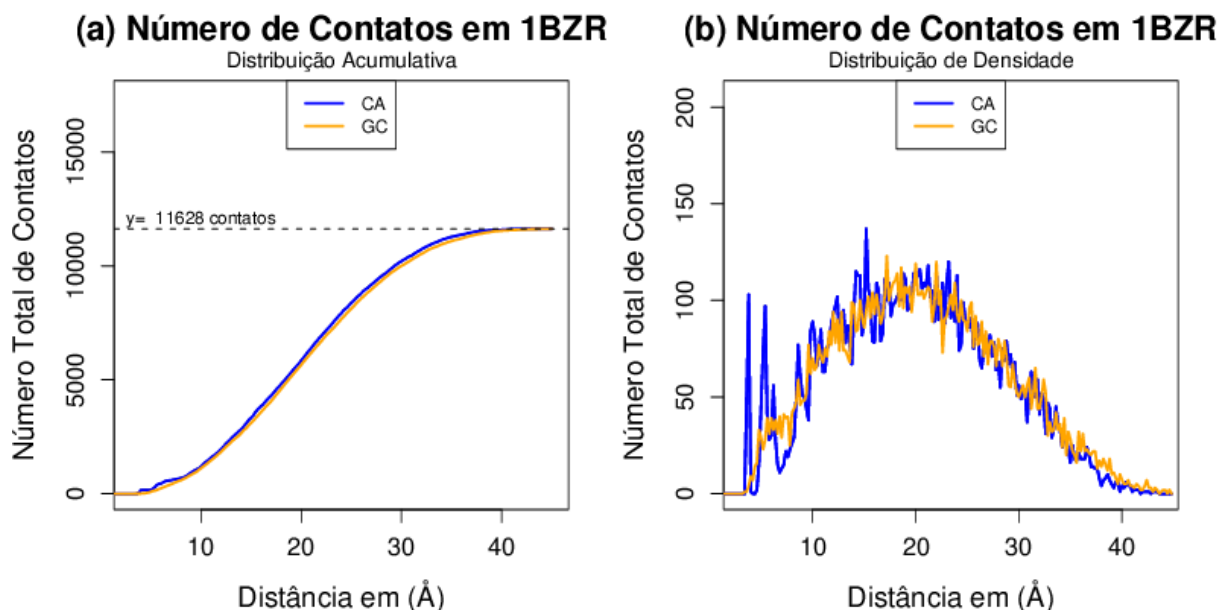 (a) Número de Contatos em 1BZR
Distribuição Acumulativa
CA
GC
y= 11628 contatos
Número Total de Contatos
0
5000
10000
15000
10 20 30 40
Distância em (Å)
(b) Número de Contatos em 1BZR
Distribuição de Densidade
CA
GC
Número Total de Contatos
0
50
100
150
200
10 20 30 40
Distância em (Å)